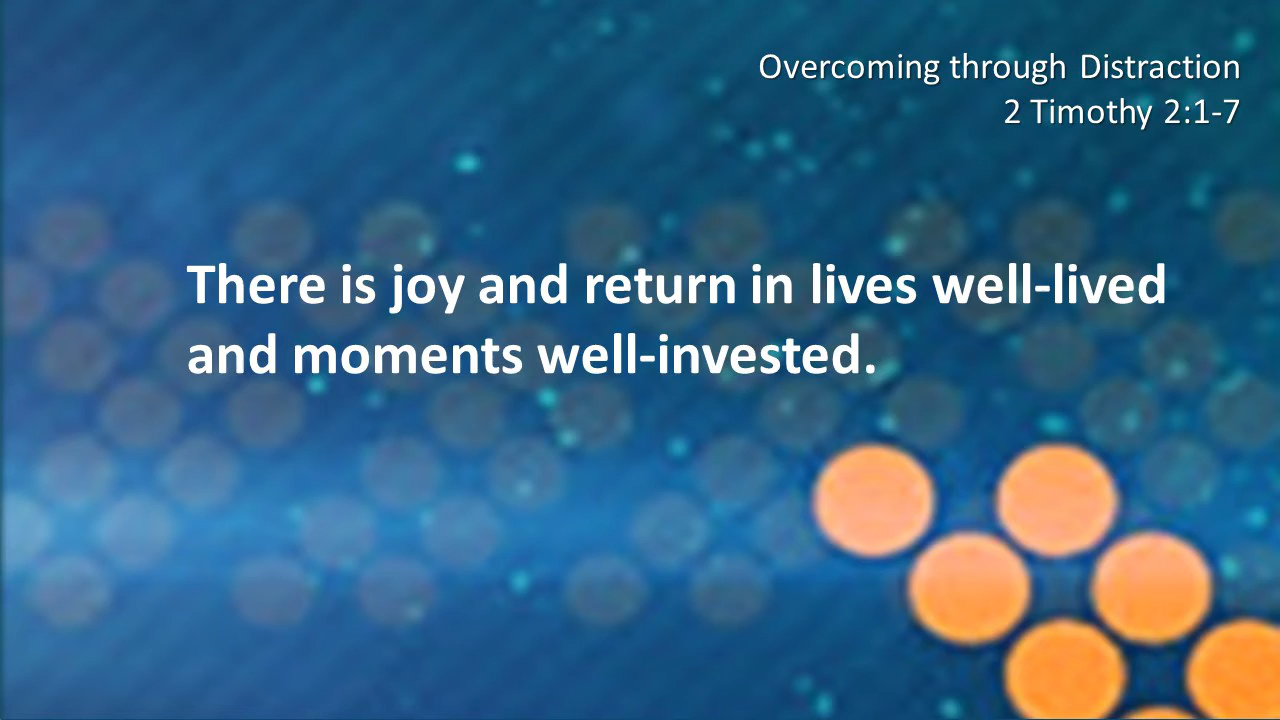 Overcoming through Distraction
2 Timothy 2:1-7
There is joy and return in lives well-lived
and moments well-invested.